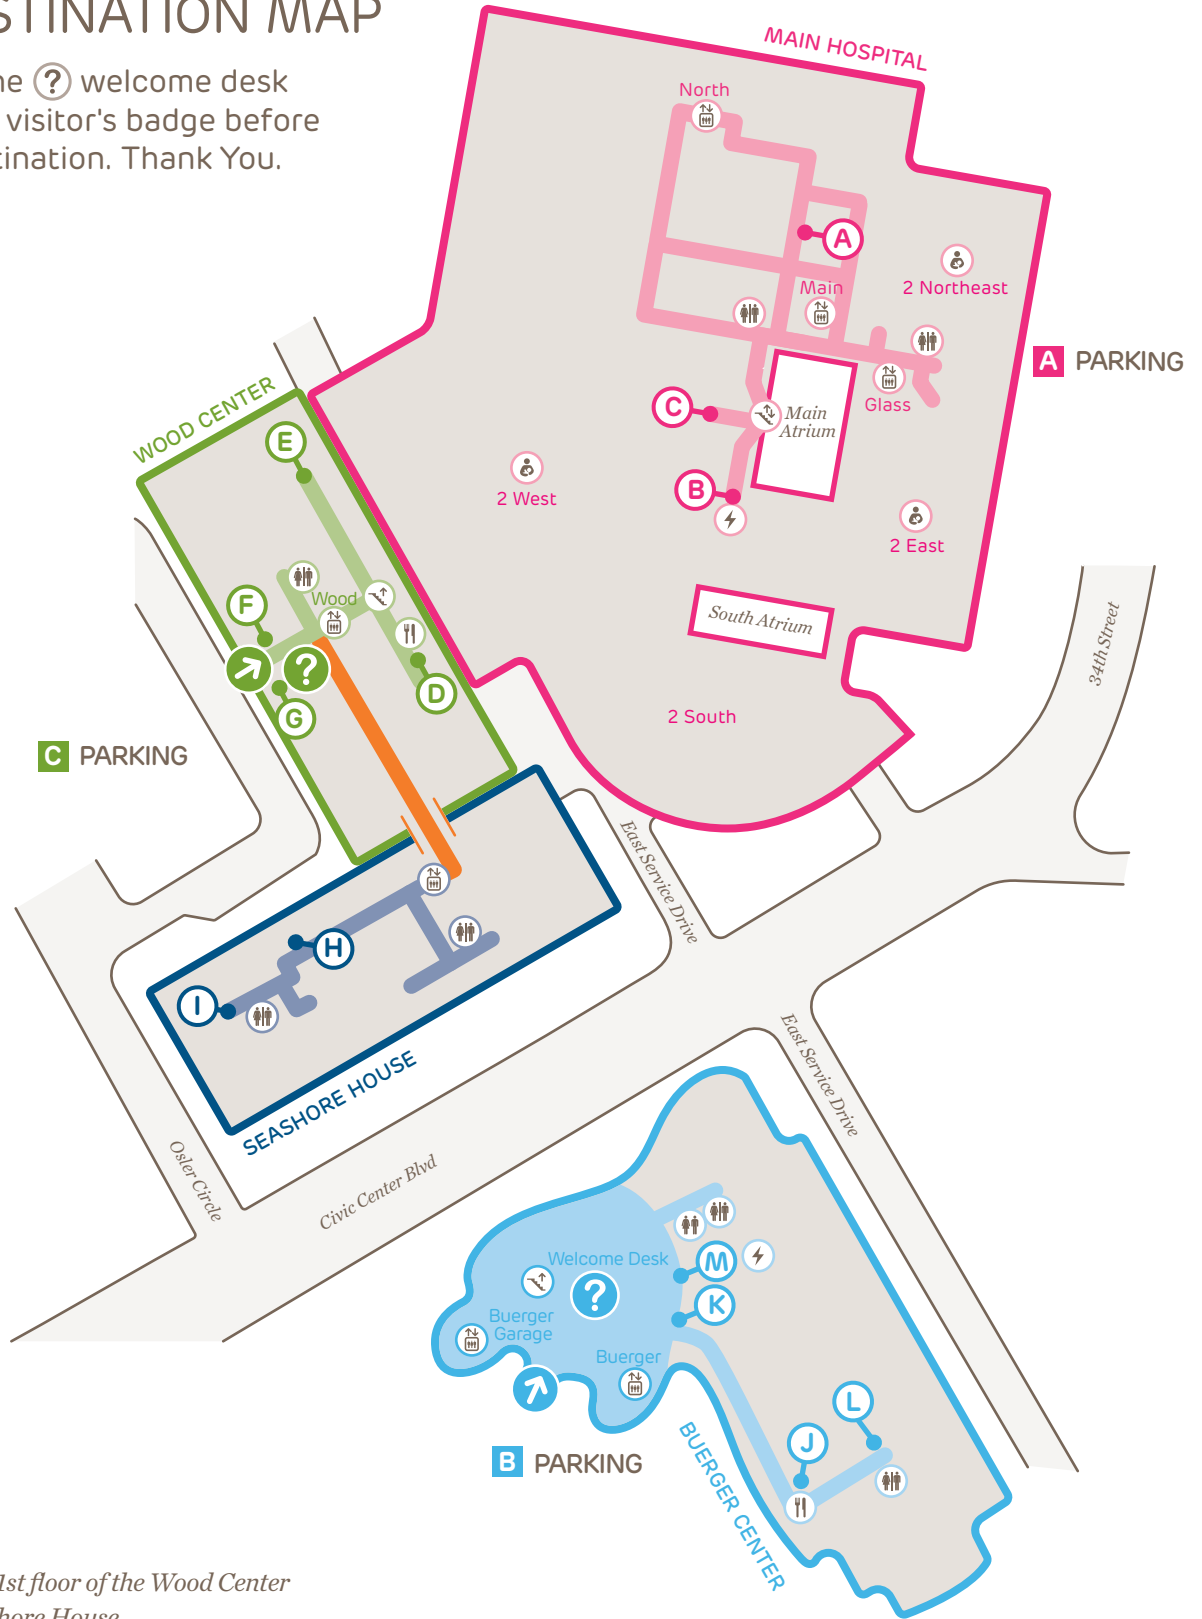 STINATION MAP
ne ? welcome desk
visitor's badge before
tination. Thank You.
MAIN HOSPITAL
North
A
2 Northeast
Main
A PARKING
Glass
C
Main
Atrium
B
2 West
2 East
South Atrium
2 South
34th Street
WOOD CENTER
E
Wood
F
?
D
G
C PARKING
East Service Drive
H
I
SEASHORE HOUSE
Osler Circle
Civic Center Blvd
East Service Drive
Welcome Desk
?
M
K
Buerger
Garage
Buerger
L
J
B PARKING
BUERGER CENTER
1st floor of the Wood Center
hore House